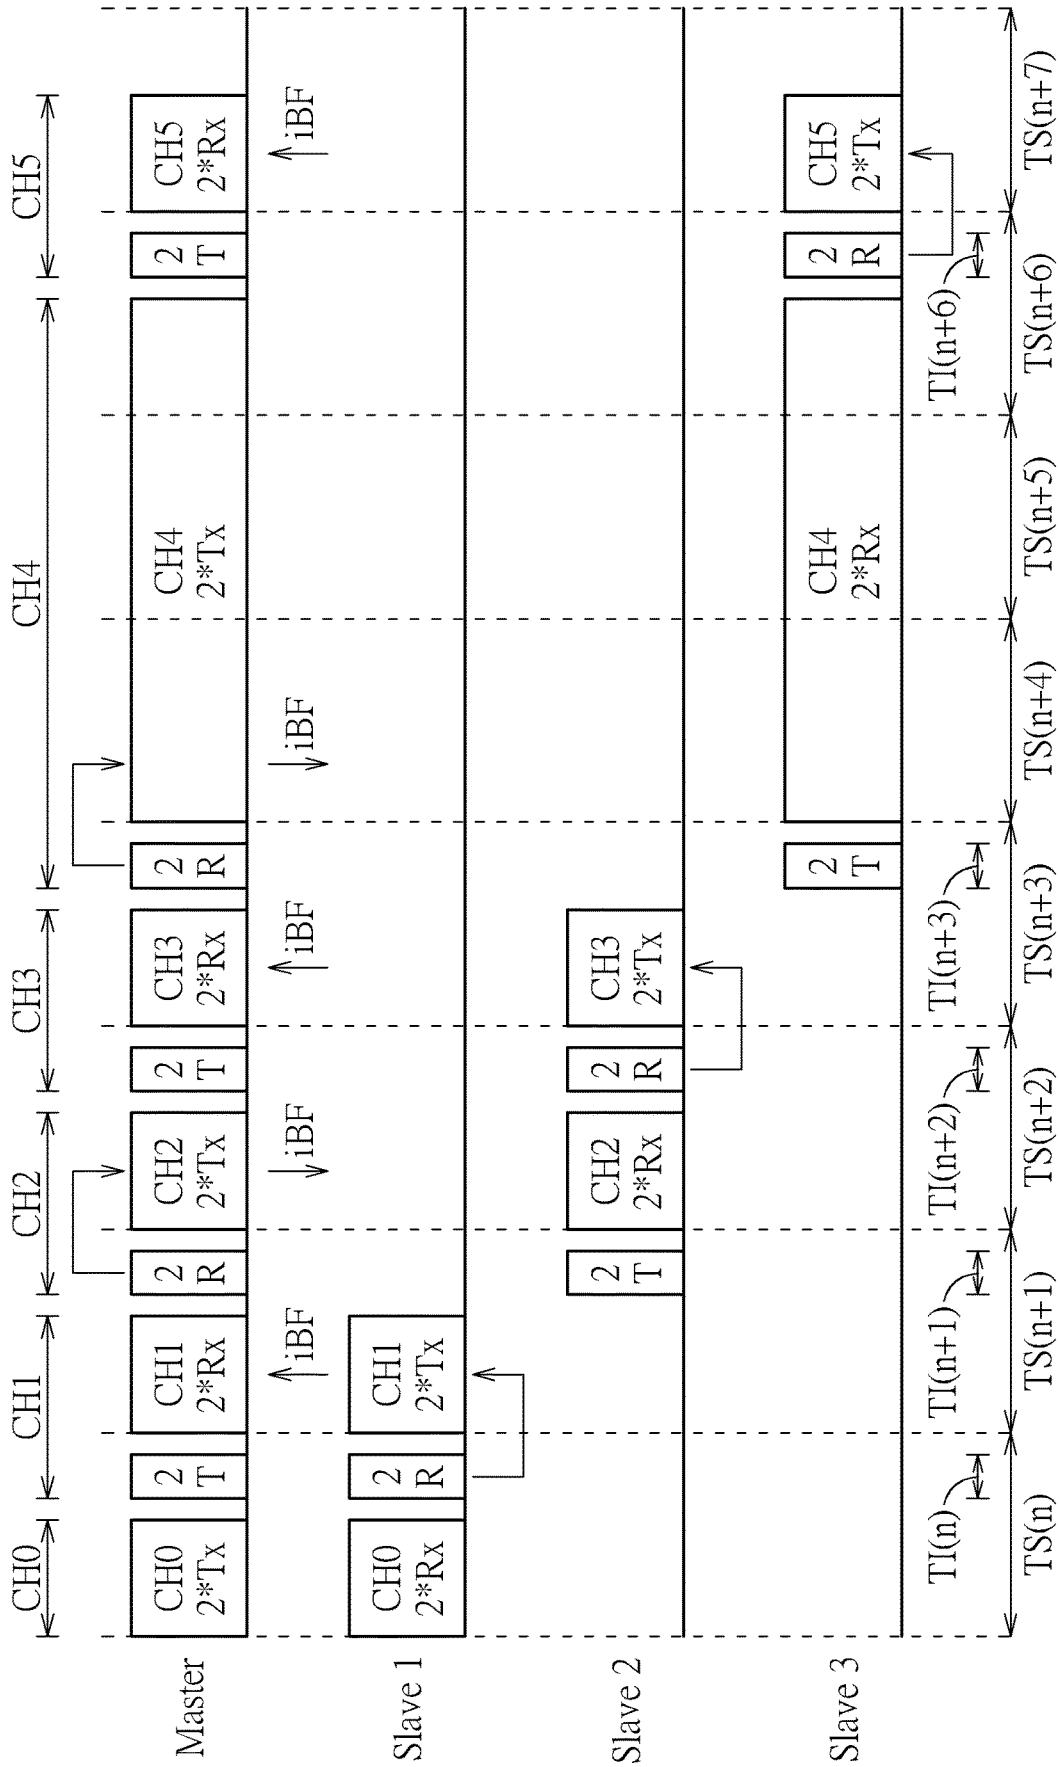 CH0
CH1
CH2
CH3
CH4
CH5
Master
CH0
2*Tx
2
T
CH1
2*Rx
2
R
CH2
2*Tx
2
T
CH3
2*Rx
2
R
CH4
2*Tx
2
T
CH5
2*Rx
iBF
iBF
iBF
iBF
iBF
Slave 1
CH0
2*Rx
2
R
CH1
2*Tx
Slave 2
2
T
CH2
2*Rx
2
R
CH3
2*Tx
Slave 3
2
T
CH4
2*Rx
2
R
CH5
2*Tx
TI(n)
TI(n+1)
TI(n+2)
TI(n+3)
TI(n+6)
TS(n)
TS(n+1)
TS(n+2)
TS(n+3)
TS(n+4)
TS(n+5)
TS(n+6)
TS(n+7)